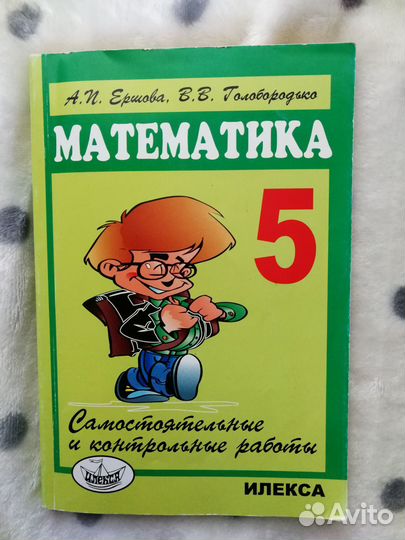 А.П. Ершова, В.В. Голобородько
МАТЕМАТИКА
5
Самостоятельные
и контрольные работы
ИЛЕКСА
ИЛЕКСА
Avito